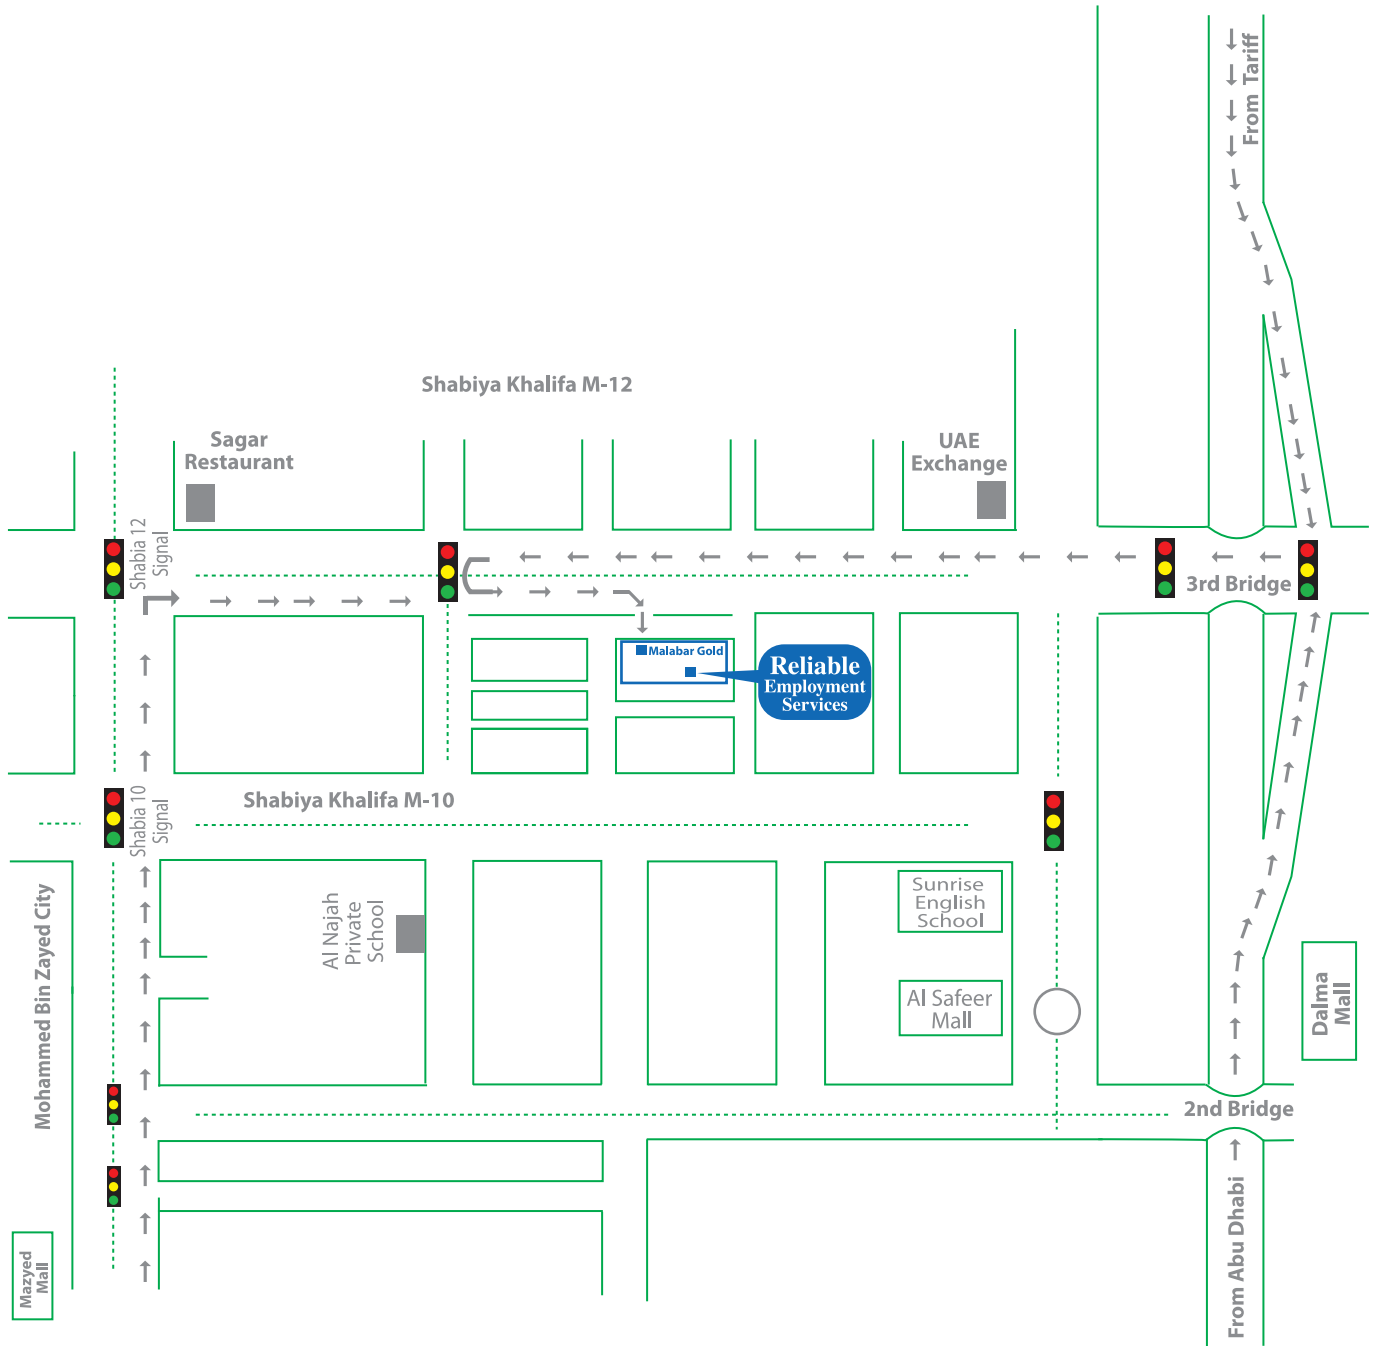 From Tariff
Shabiya Khalifa M-12
Sagar
Restaurant
UAE
Exchange
Shabia 12
Signal
3rd Bridge
Malabar Gold
Reliable
Employment
Services
Shabia 10
Signal
Shabiya Khalifa M-10
Mohammed Bin Zayed City
Al Najah
Private
School
Sunrise
English
School
Al Safeer
Mall
Dalma
Mall
2nd Bridge
From Abu Dhabi
Mazyed
Mall